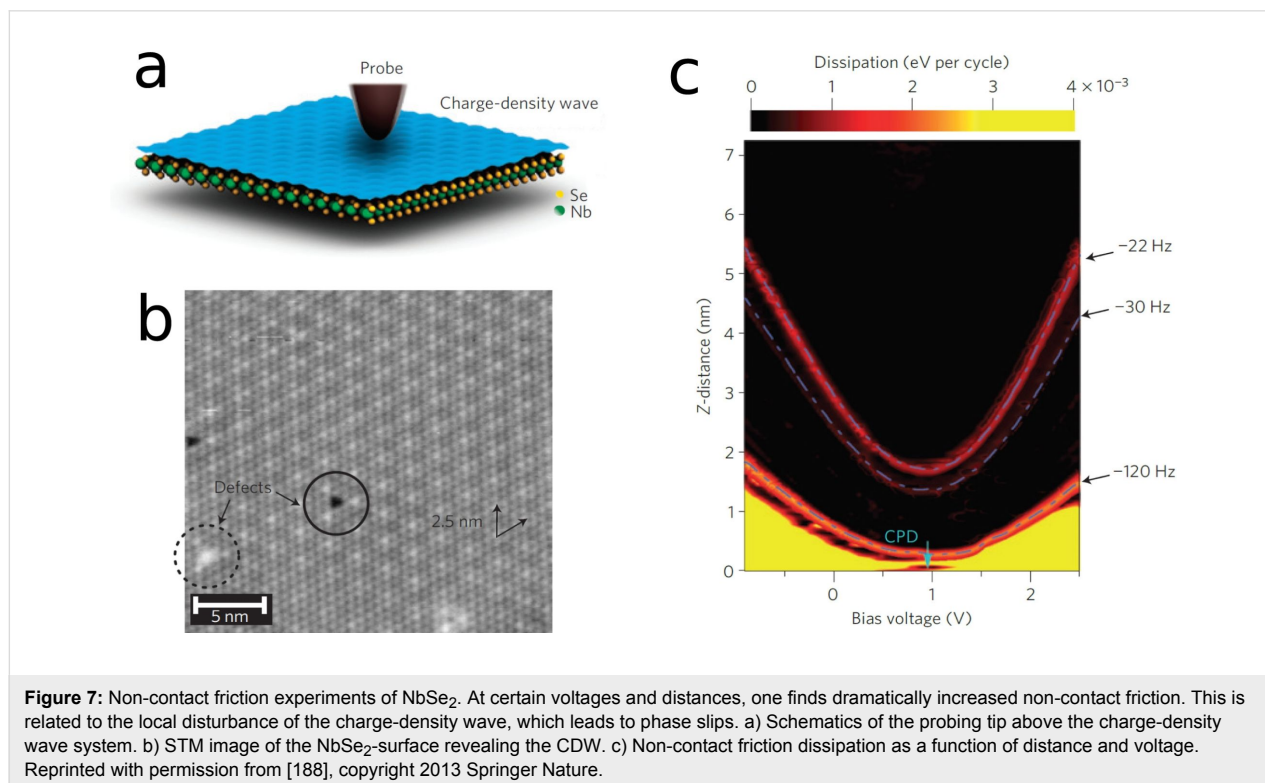 a
Probe
Charge-density wave
Se
Nb
b
Defects
2.5 nm
5 nm
c
Dissipation (eV per cycle)
0 1 2 3 4 × 10⁻³
7
6
5
4
3
2
1
0
Z-distance (nm)
−22 Hz
−30 Hz
−120 Hz
CPD
0 1 2
Bias voltage (V)
Figure 7: Non-contact friction experiments of NbSe₂. At certain voltages and distances, one finds dramatically increased non-contact friction. This is
related to the local disturbance of the charge-density wave, which leads to phase slips. a) Schematics of the probing tip above the charge-density
wave system. b) STM image of the NbSe₂-surface revealing the CDW. c) Non-contact friction dissipation as a function of distance and voltage.
Reprinted with permission from [188], copyright 2013 Springer Nature.